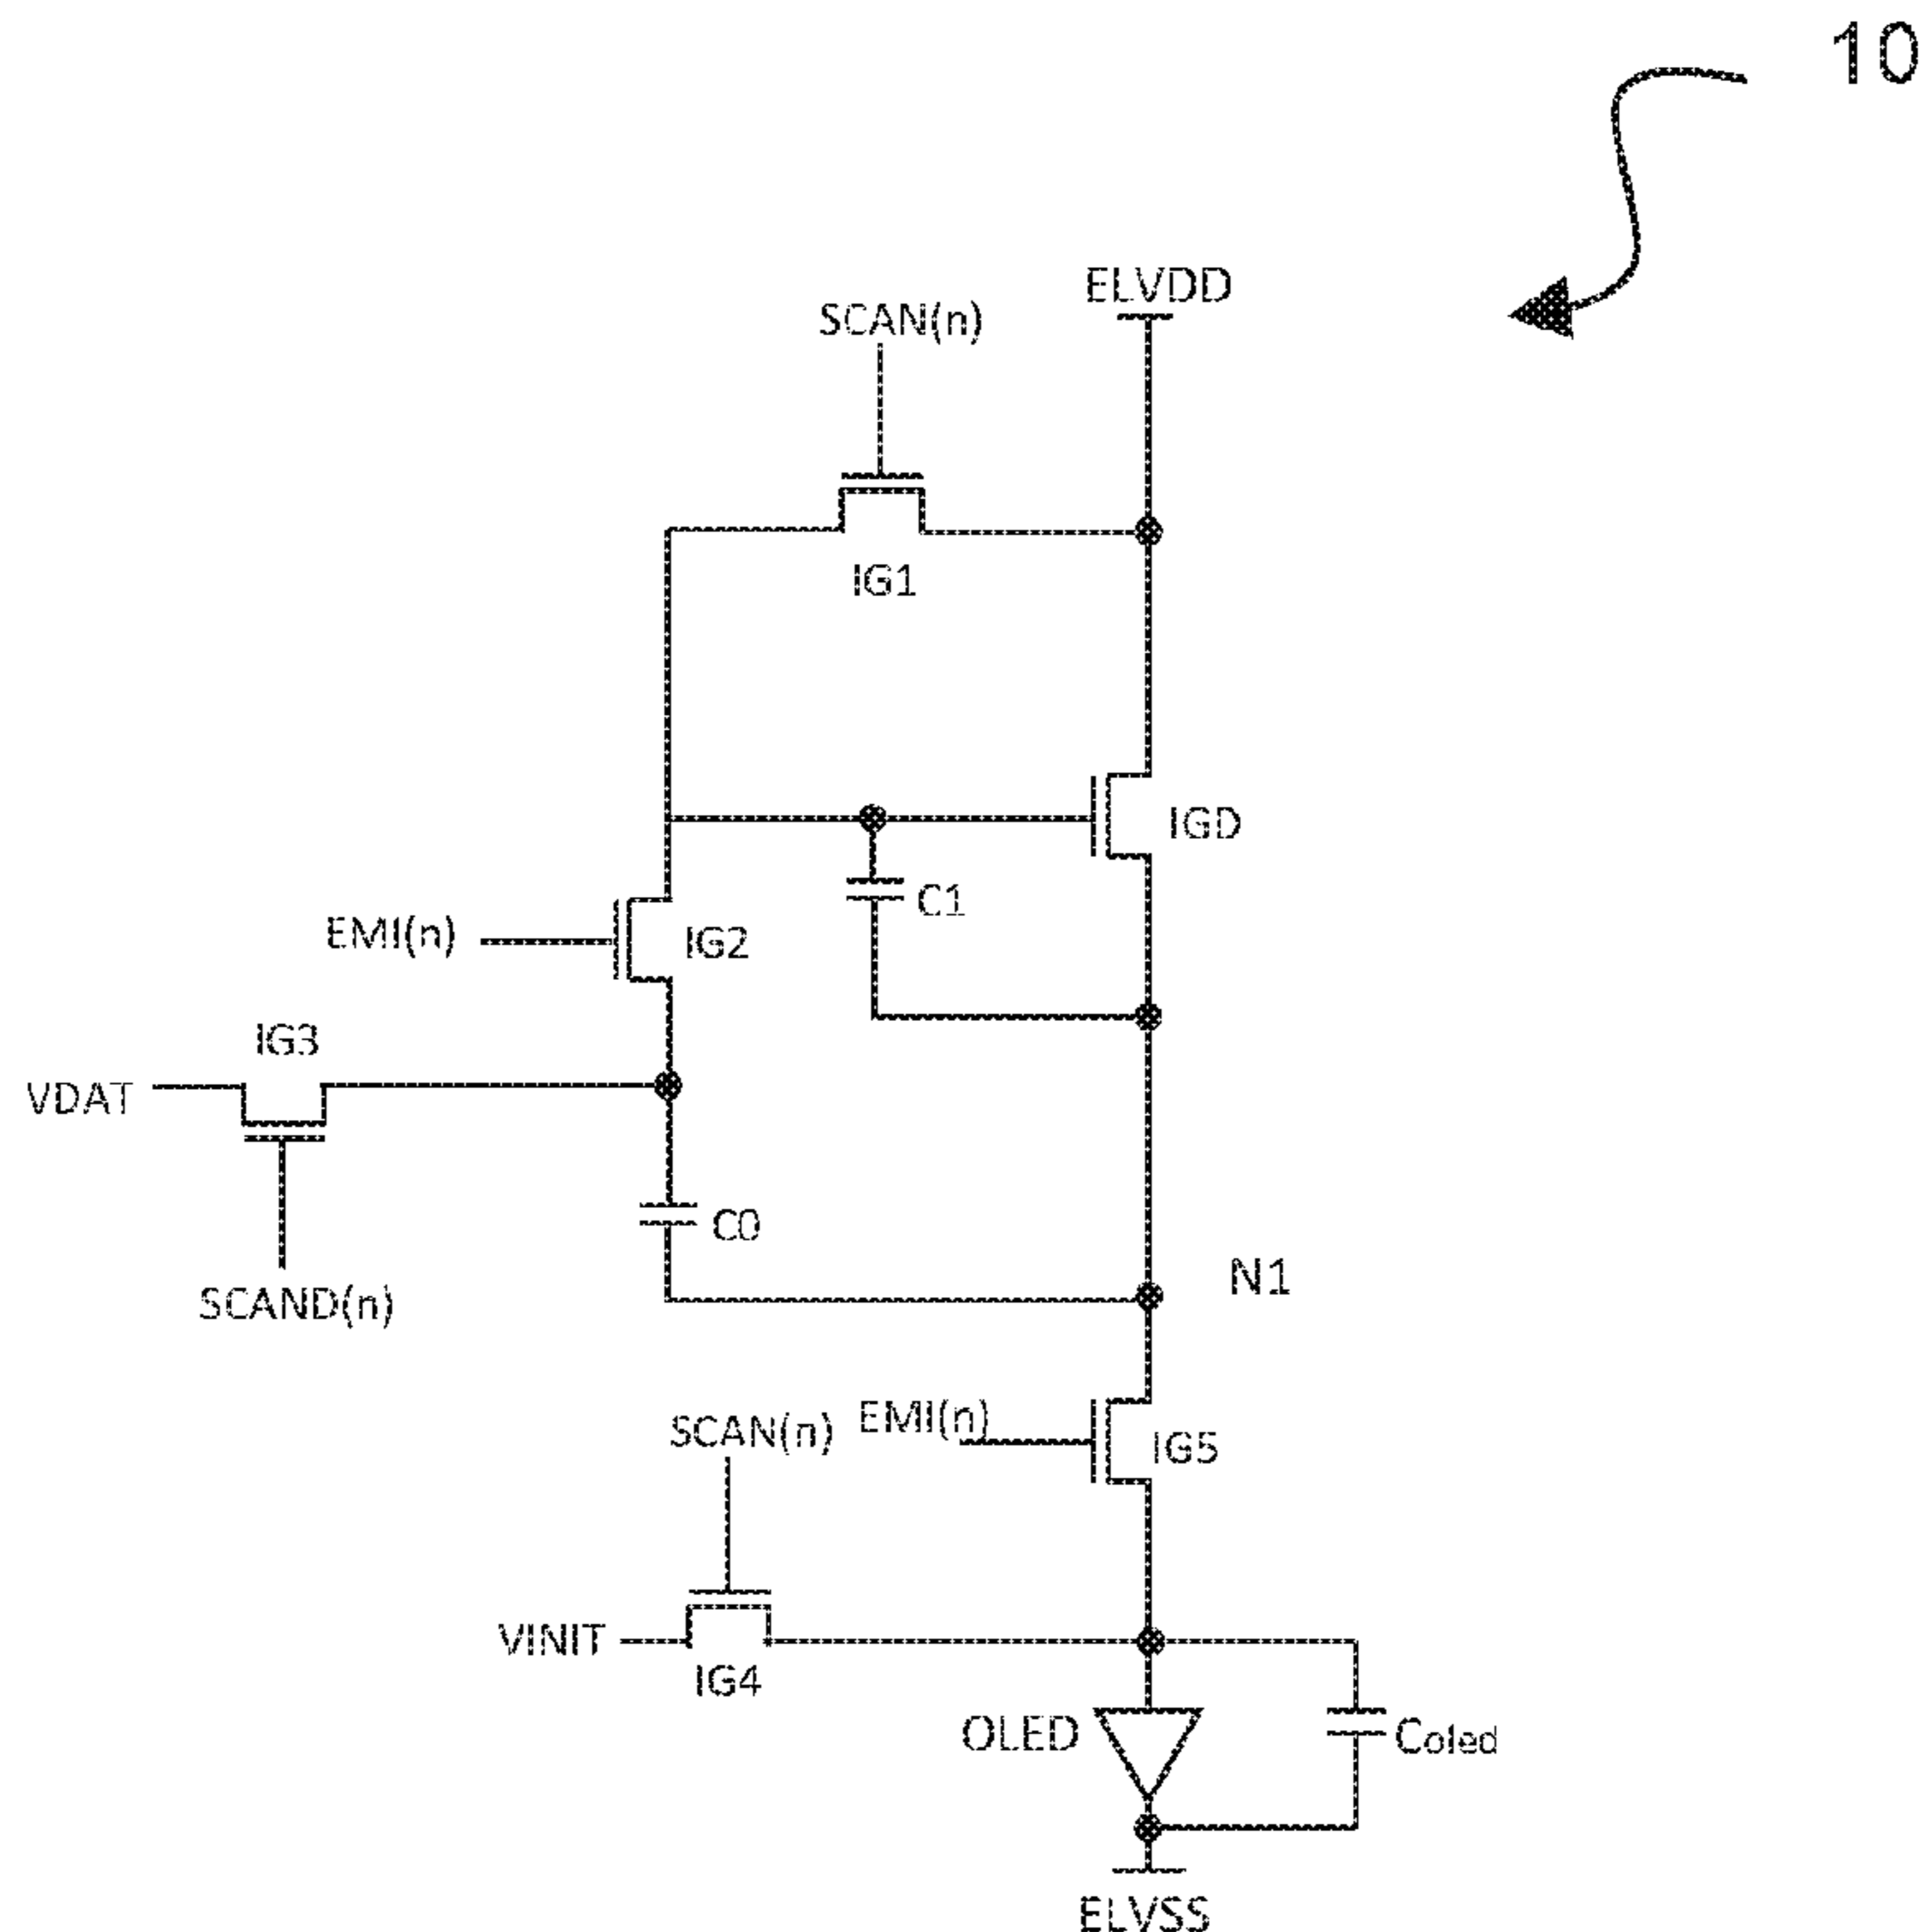 10
ELVDD
SCAN(n)
IG1
IGD
C1
EMI(n)
IG2
IG3
VDAT
C0
SCAND(n)
N1
EMI(n)
SCAN(n)
IG5
VINIT
IG4
OLED
Coled
ELVSS